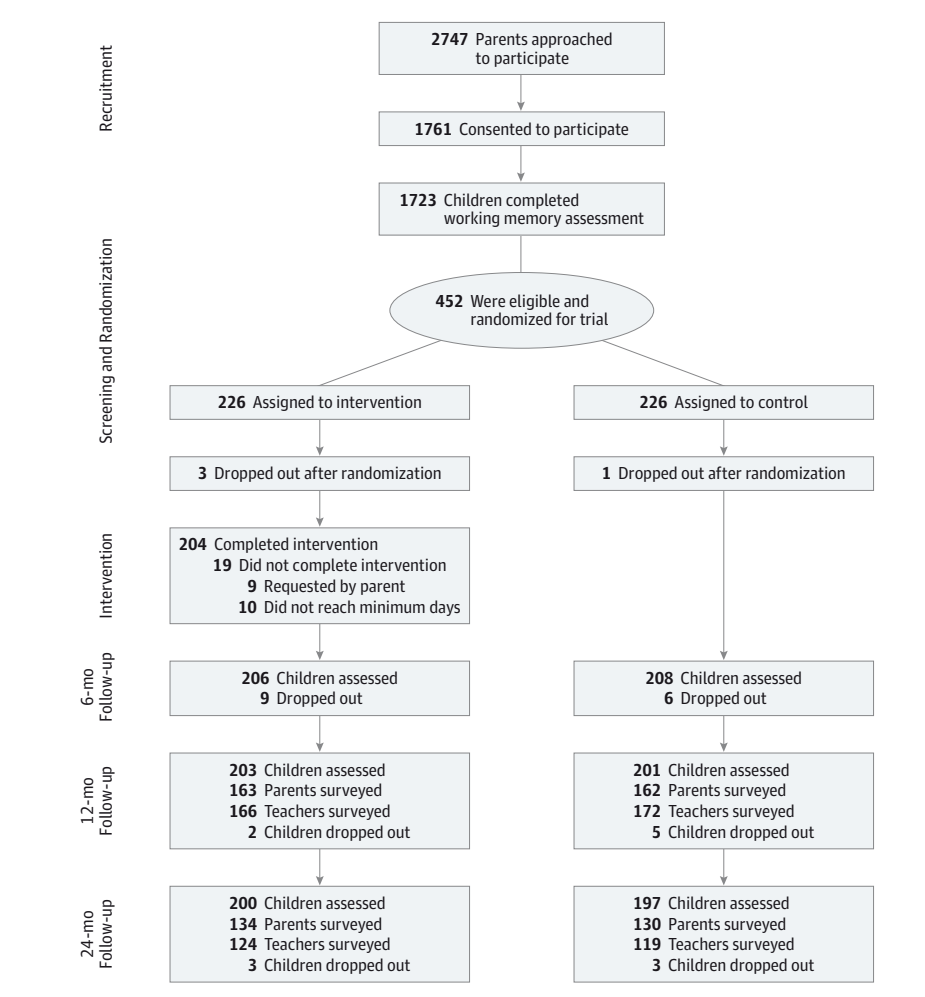 Recruitment
2747 Parents approached
to participate
1761 Consented to participate
1723 Children completed
working memory assessment
Screening and Randomization
452 Were eligible and
randomized for trial
226 Assigned to intervention
226 Assigned to control
3 Dropped out after randomization
1 Dropped out after randomization
Intervention
204 Completed intervention
19 Did not complete intervention
9 Requested by parent
10 Did not reach minimum days
6-mo
Follow-up
206 Children assessed
9 Dropped out
208 Children assessed
6 Dropped out
12-mo
Follow-up
203 Children assessed
163 Parents surveyed
166 Teachers surveyed
2 Children dropped out
201 Children assessed
162 Parents surveyed
172 Teachers surveyed
5 Children dropped out
24-mo
Follow-up
200 Children assessed
134 Parents surveyed
124 Teachers surveyed
3 Children dropped out
197 Children assessed
130 Parents surveyed
119 Teachers surveyed
3 Children dropped out